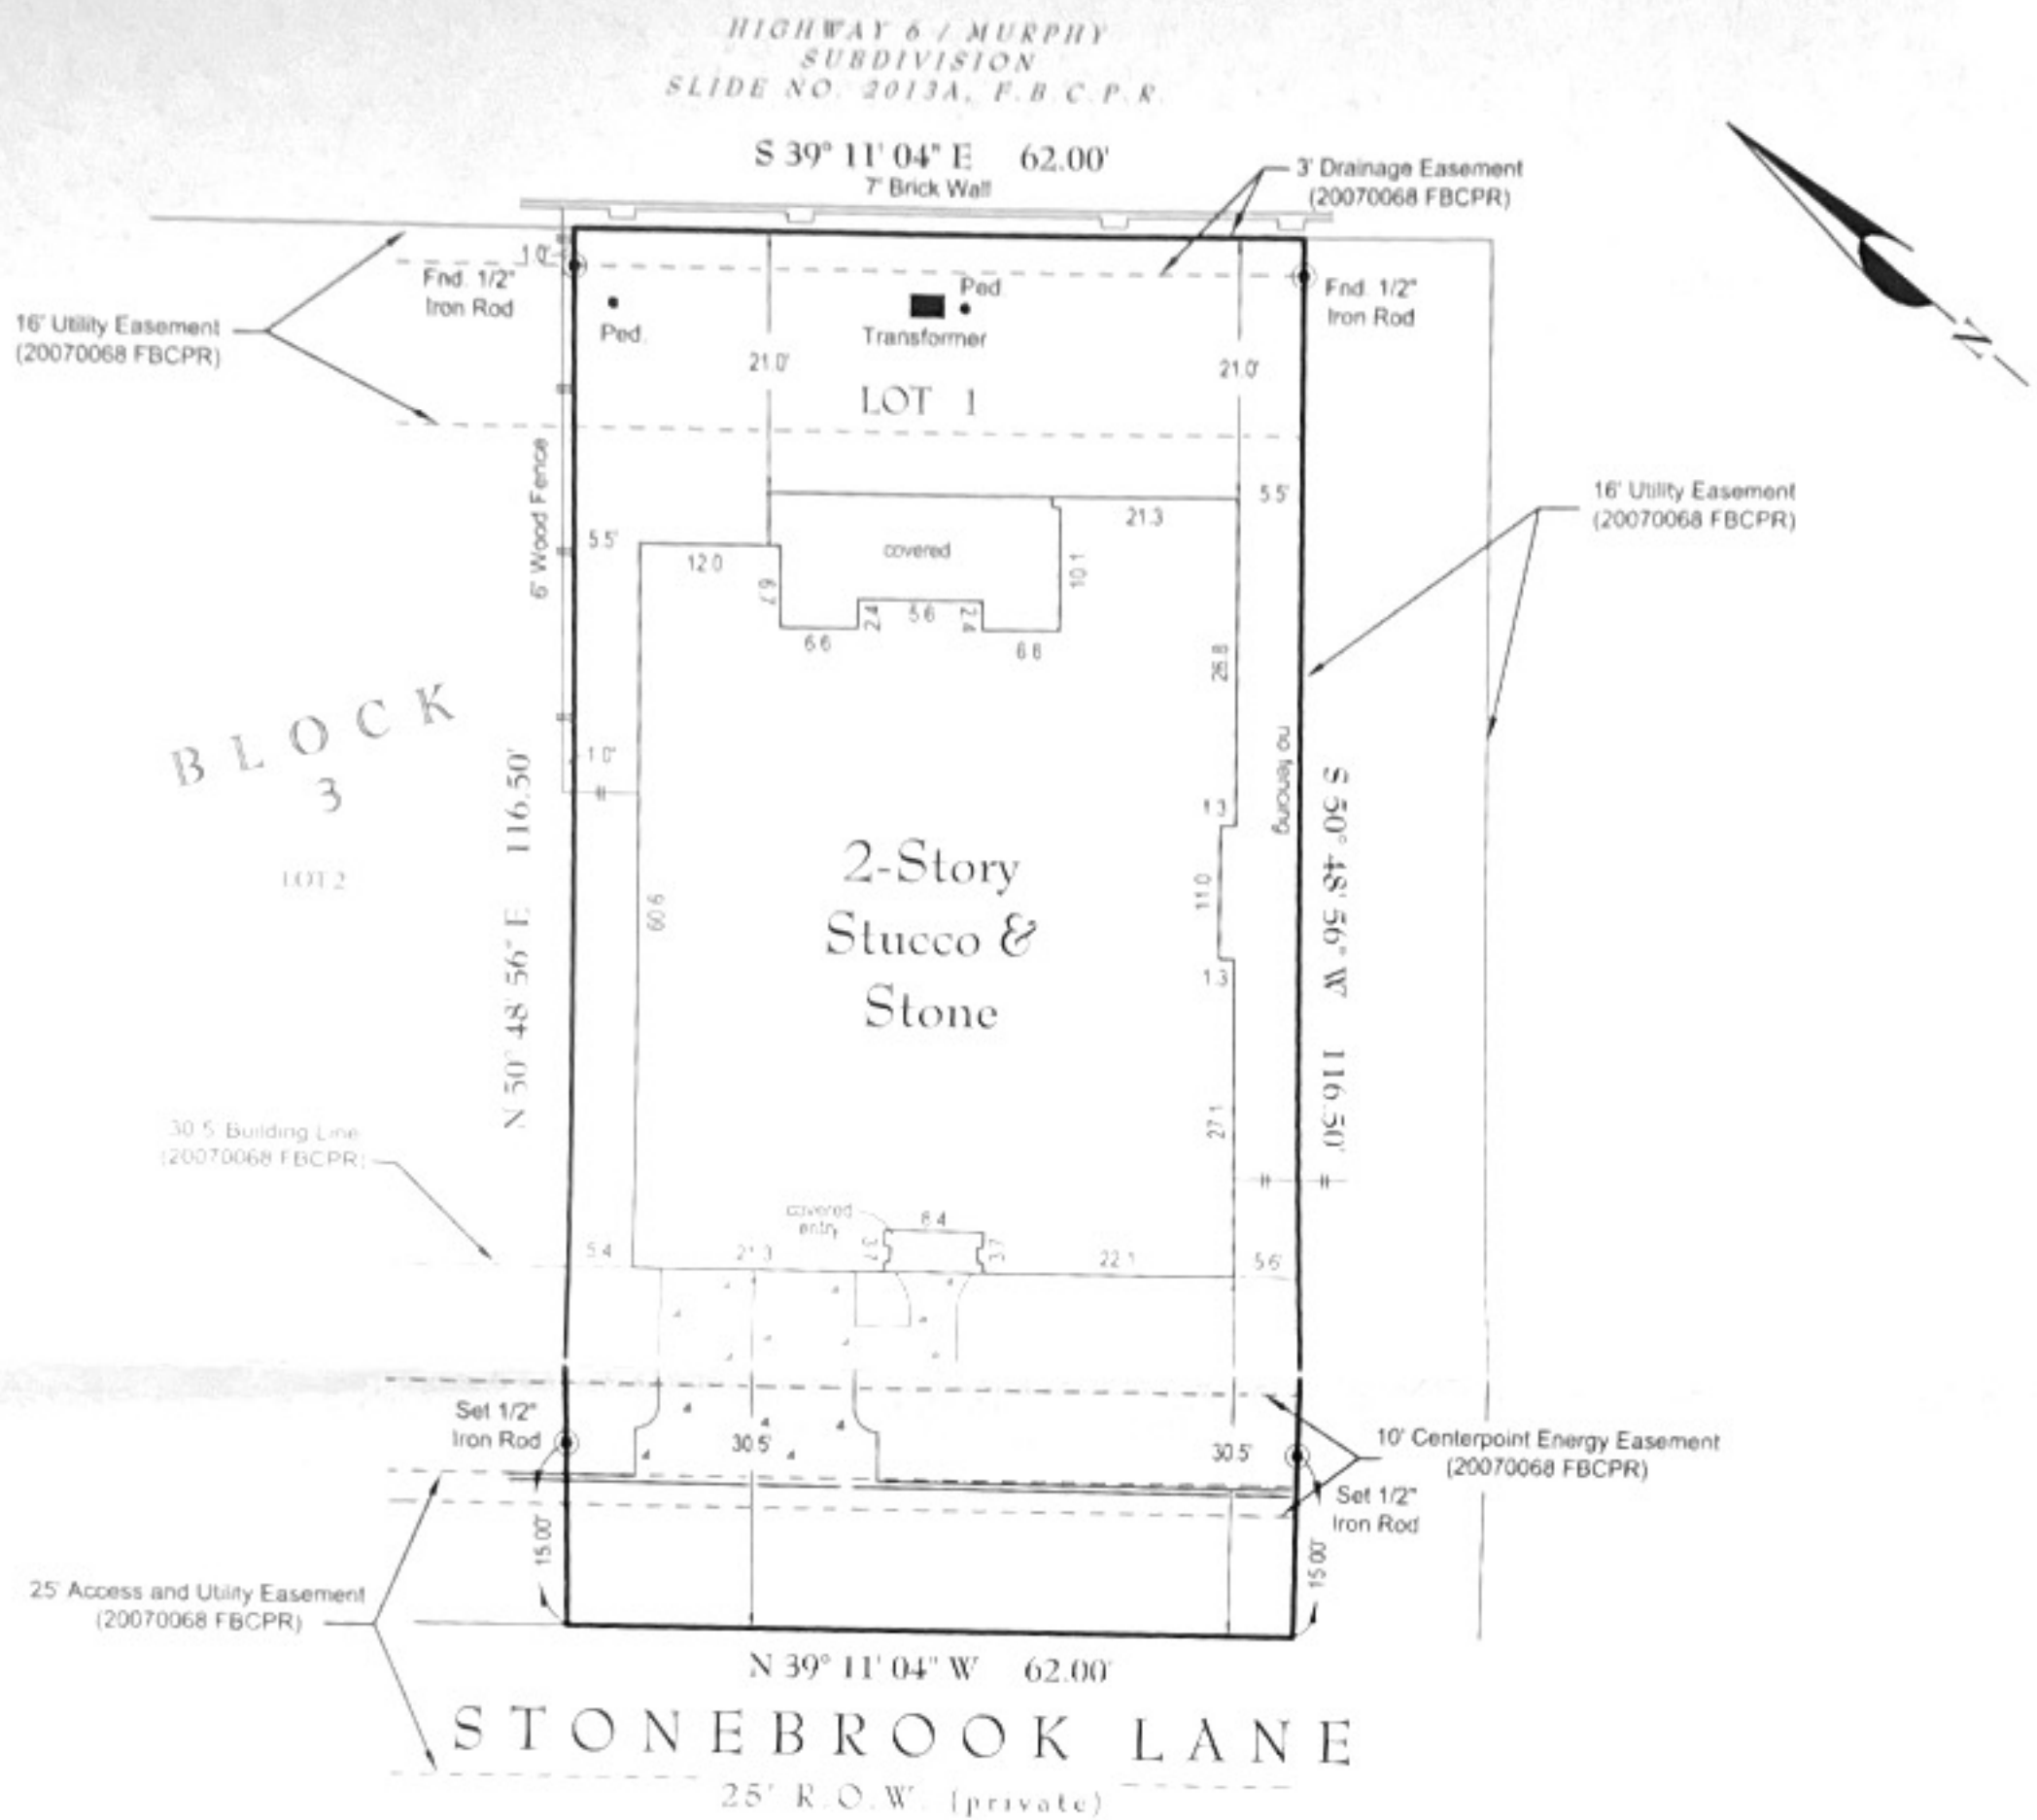 HIGHWAY 6 / MURPHY
SUBDIVISION
SLIDE NO. 2013A, F.B.C.P.R.
S 39° 11' 04" E 62.00'
7' Brick Wall
3' Drainage Easement
(20070068 FBCPR)
1.0'
Fnd. 1/2"
Iron Rod
Ped.
Ped.
Transformer
Fnd. 1/2"
Iron Rod
16' Utility Easement
(20070068 FBCPR)
21.0'
21.0'
LOT 1
N
6' Wood Fence
5.5'
5.5'
16' Utility Easement
(20070068 FBCPR)
12.0
6.7
covered
21.3
10.1
6.6
2.4
5.6
2.4
6.6
26.8
BLOCK
3
LOT 2
1.0'
N 50° 48' 56" E 116.50'
60.6
2-Story
Stucco &
Stone
1.3
11.0
1.3
no fencing
S 50° 48' 56" W 116.50'
27.1
30.5' Building Line
(20070068 FBCPR)
covered
entry
8.4
3.7
3.7
5.4
21.3
22.1
5.6'
Set 1/2"
Iron Rod
30.5'
30.5'
10' Centerpoint Energy Easement
(20070068 FBCPR)
Set 1/2"
Iron Rod
15.00'
15.00'
25' Access and Utility Easement
(20070068 FBCPR)
N 39° 11' 04" W 62.00'
STONEBROOK LANE
25' R.O.W. (private)